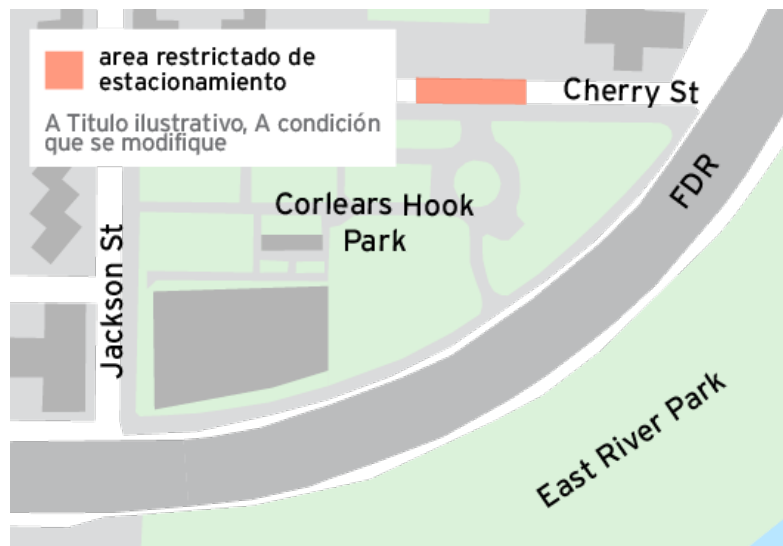 area restrictado de
estacionamiento
A Titulo ilustrativo, A condición
que se modifique
Cherry St
FDR
Corlears Hook
Park
Jackson St
East River Park